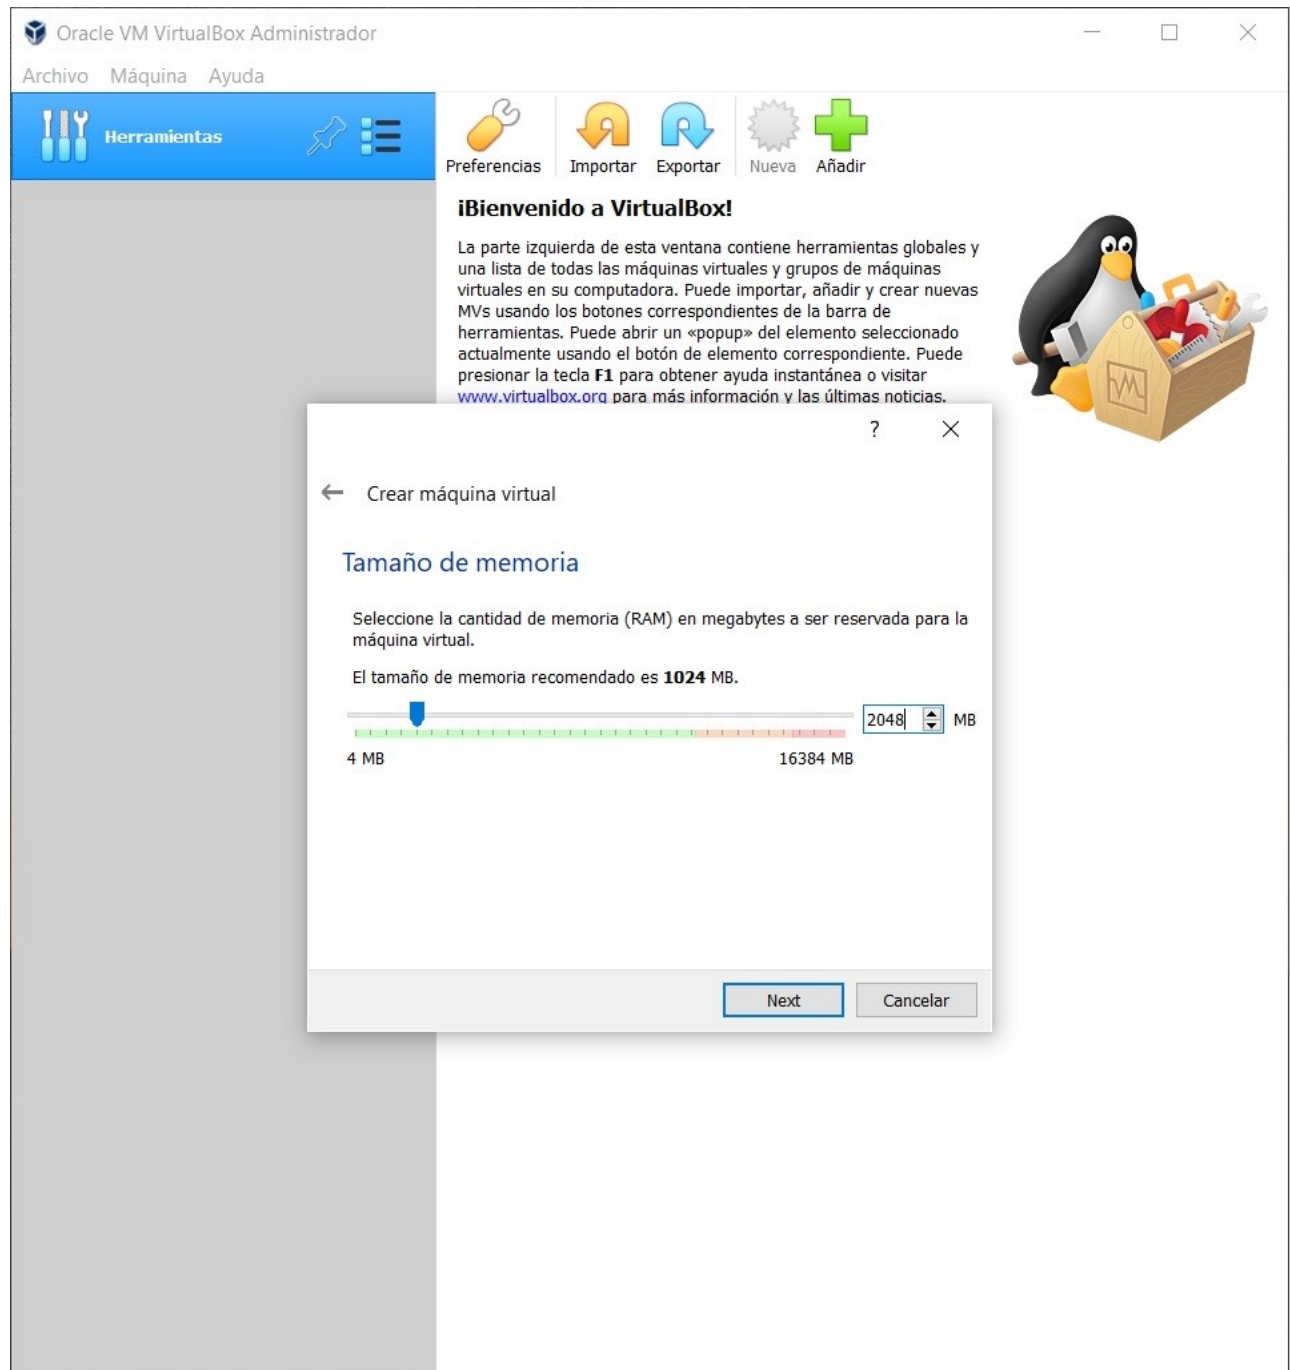 Oracle VM VirtualBox Administrador
Archivo Máquina Ayuda
Herramientas
Preferencias Importar Exportar Nueva Añadir
¡Bienvenido a VirtualBox!
La parte izquierda de esta ventana contiene herramientas globales y
una lista de todas las máquinas virtuales y grupos de máquinas
virtuales en su computadora. Puede importar, añadir y crear nuevas
MVs usando los botones correspondientes de la barra de
herramientas. Puede abrir un «popup» del elemento seleccionado
actualmente usando el botón de elemento correspondiente. Puede
presionar la tecla F1 para obtener ayuda instantánea o visitar
www.virtualbox.org para más información y las últimas noticias.
?
Crear máquina virtual
Tamaño de memoria
Seleccione la cantidad de memoria (RAM) en megabytes a ser reservada para la
máquina virtual.
El tamaño de memoria recomendado es 1024 MB.
2048 MB
4 MB 16384 MB
Next Cancelar